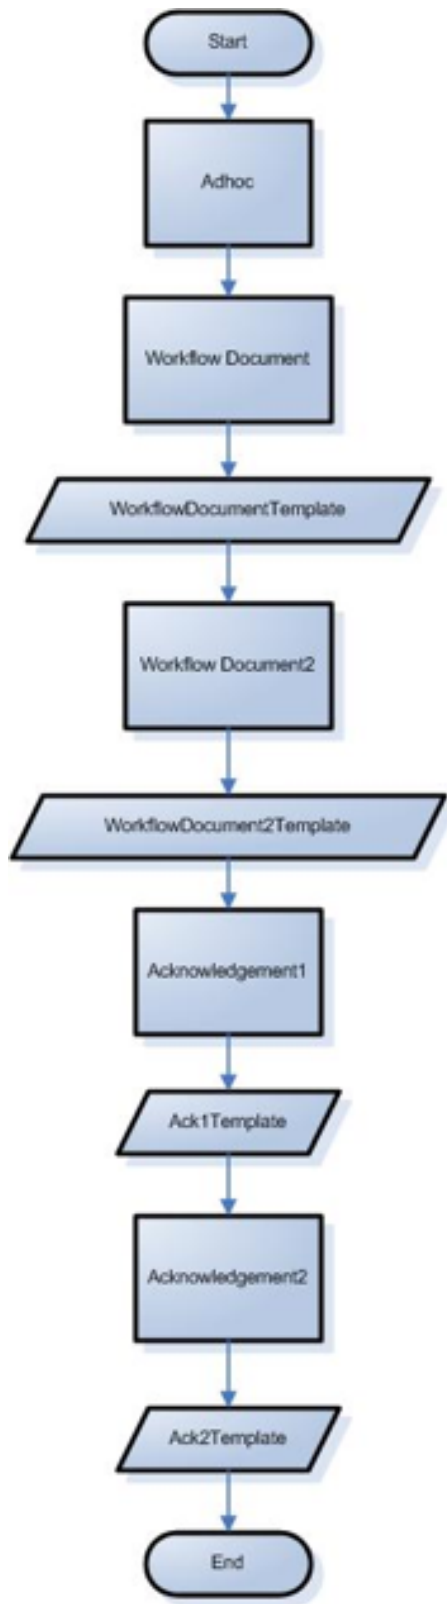 Start
Adhoc
Workflow Document
WorkflowDocumentTemplate
Workflow Document2
WorkflowDocument2Template
Acknowledgement1
Ack1Template
Acknowledgement2
Ack2Template
End